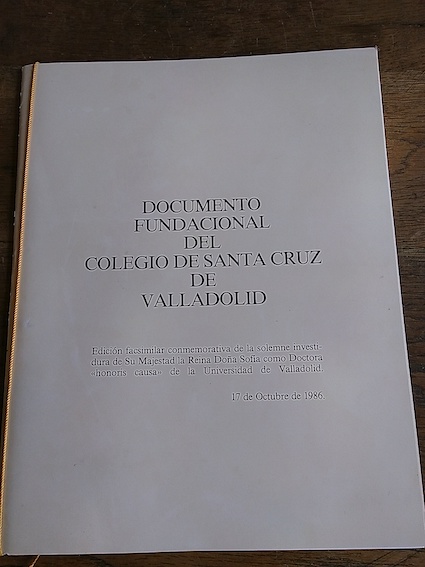 DOCUMENTO
FUNDACIONAL
DEL
COLEGIO DE SANTA CRUZ
DE
VALLADOLID
Edición facsimilar conmemorativa de la solemne investi-
dura de Su Majestad la Reina Doña Sofía como Doctora
«honoris causa» de la Universidad de Valladolid.
17 de Octubre de 1986.